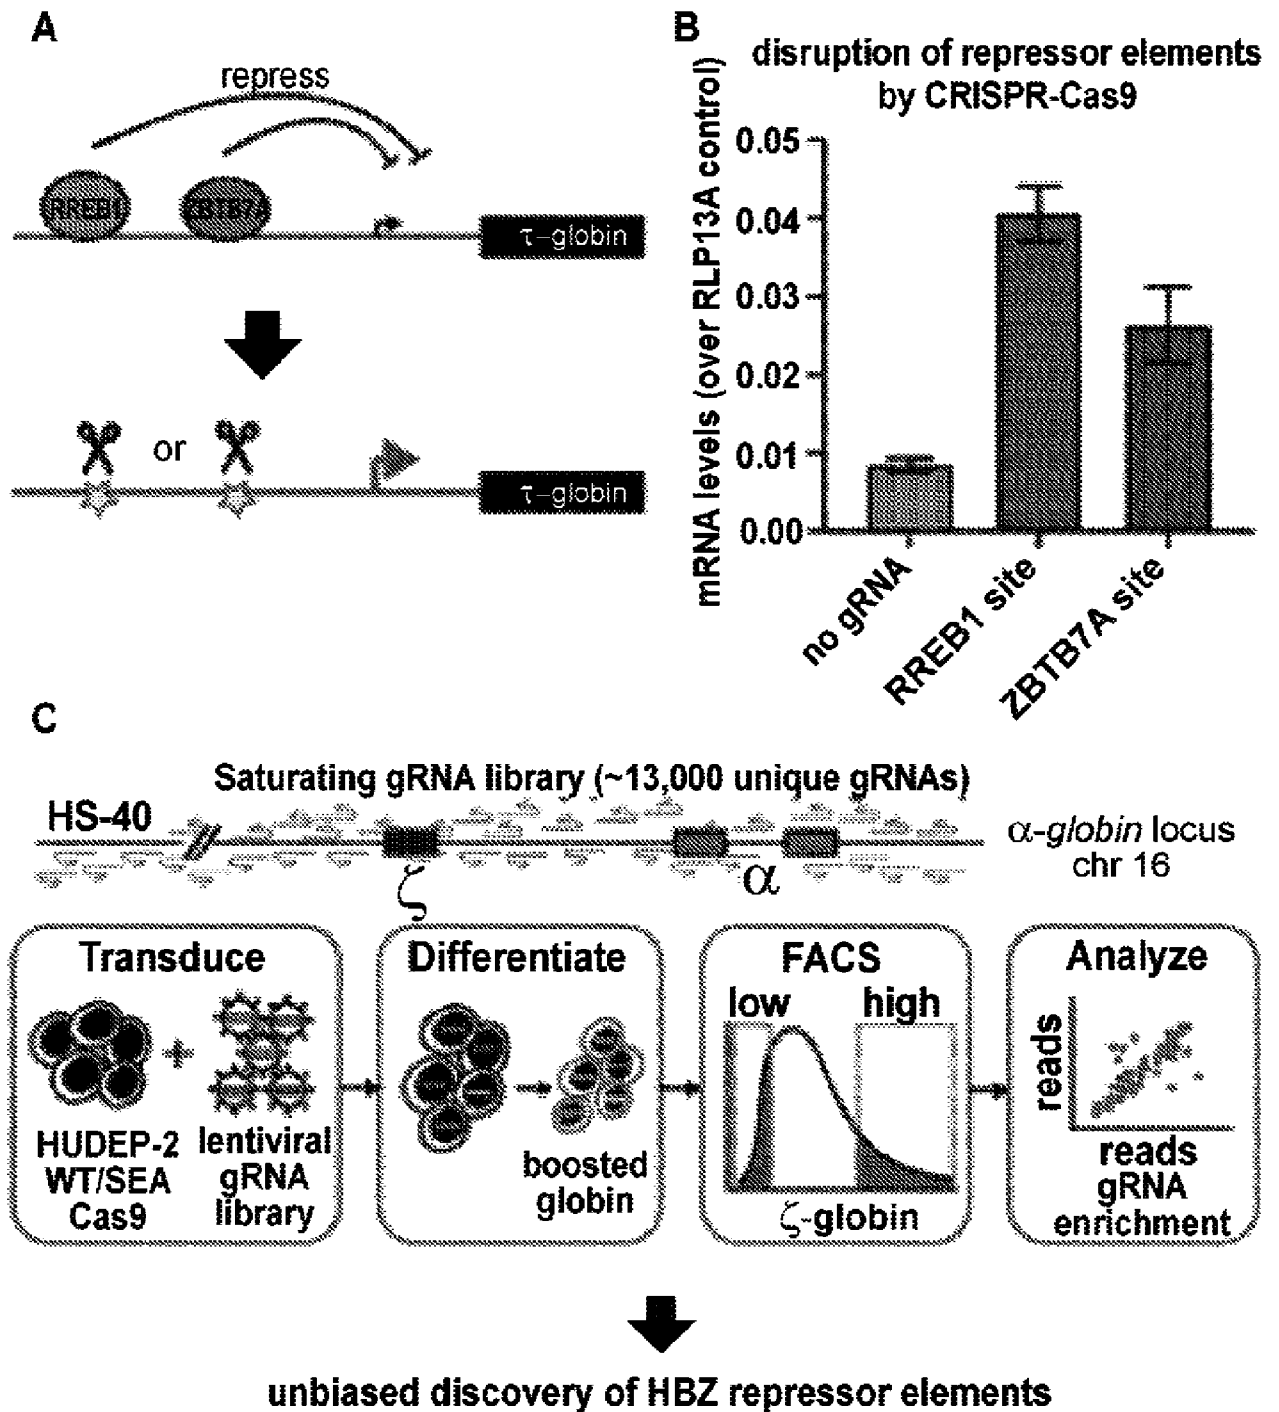 A
repress
RREB1
ZBTB7A
τ-globin
or
τ-globin
B
disruption of repressor elements
by CRISPR-Cas9
mRNA levels (over RLP13A control)
0.05
0.04
0.03
0.02
0.01
0.00
no gRNA
RREB1 site
ZBTB7A site
C
Saturating gRNA library (~13,000 unique gRNAs)
HS-40
α-globin locus
chr 16
ζ
α
Transduce
+
HUDEP-2
WT/SEA
Cas9
lentiviral
gRNA
library
Differentiate
boosted
globin
FACS
low
high
ζ-globin
Analyze
reads
reads
gRNA
enrichment
unbiased discovery of HBZ repressor elements